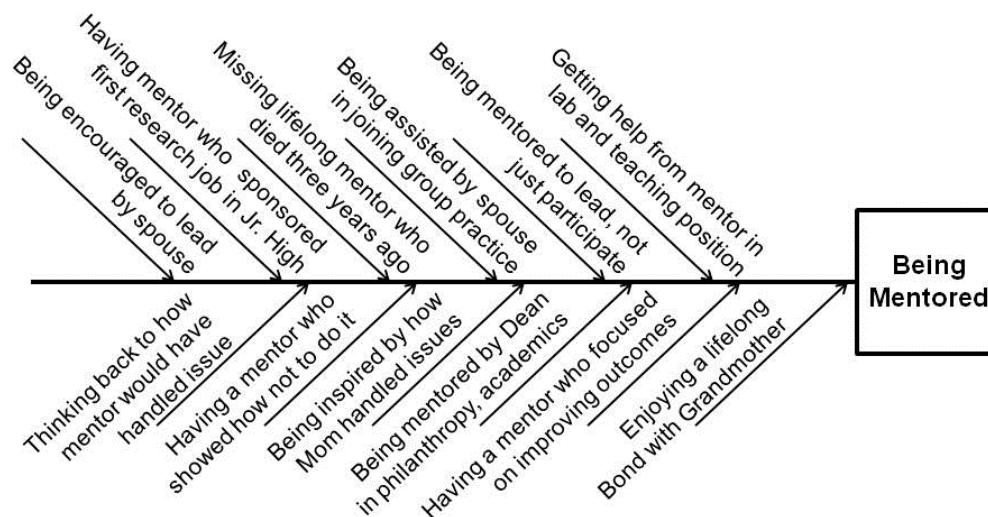 Being encouraged to lead
by spouse
Having mentor who sponsored
first research job in Jr. High
Missing lifelong mentor who
died three years ago
Being assisted by spouse
in joining group practice
Being mentored to lead, not
just participate
Getting help from mentor in
lab and teaching position
Being
Mentored
Thinking back to how
mentor would have
handled issue
Having a mentor who
showed how not to do it
Being inspired by how
Mom handled issues
Being mentored by Dean
in philanthropy, academics
Having a mentor who focused
on improving outcomes
Enjoying a lifelong
Bond with Grandmother